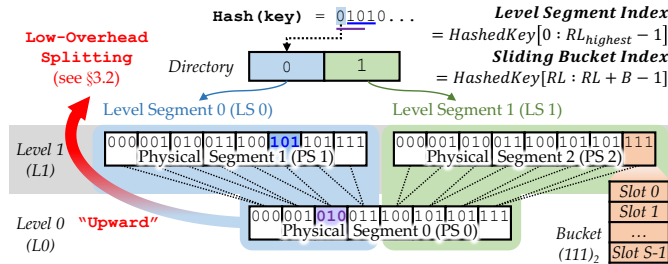 Hash(key) = 01010...
Level Segment Index
= HashedKey[0 : RL_highest − 1]
Sliding Bucket Index
= HashedKey[RL : RL + B − 1]
Low-Overhead
Splitting
(see §3.2)
Directory 0 1
Level Segment 0 (LS 0) Level Segment 1 (LS 1)
Level 1
(L1)
000 001 010 011 100 101 101 111
Physical Segment 1 (PS 1)
000 001 010 011 100 101 101 111
Physical Segment 2 (PS 2)
Level 0
(L0)
"Upward"
000 001 010 011 100 101 101 111
Physical Segment 0 (PS 0)
Bucket
(111)₂
Slot 0
Slot 1
...
Slot S-1